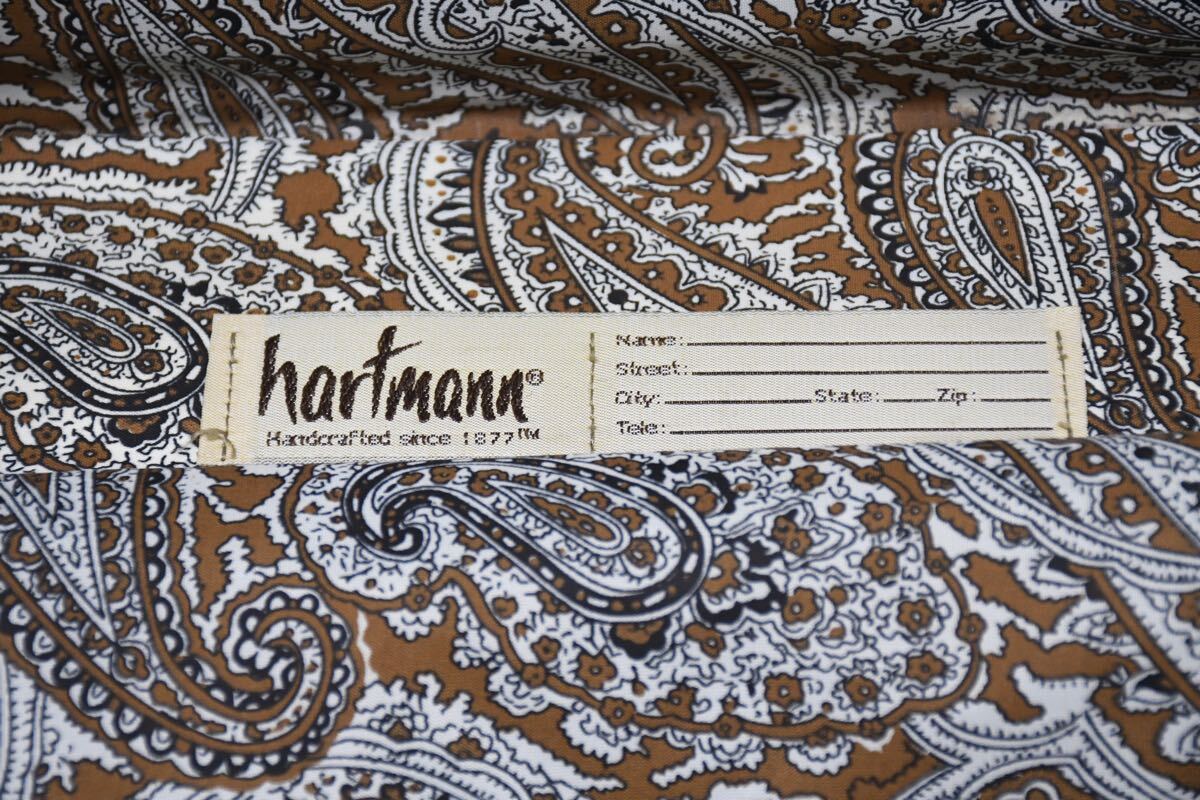 hartmann®
Handcrafted since 1877™
Name:
Street:
City: State: Zip:
Tele: